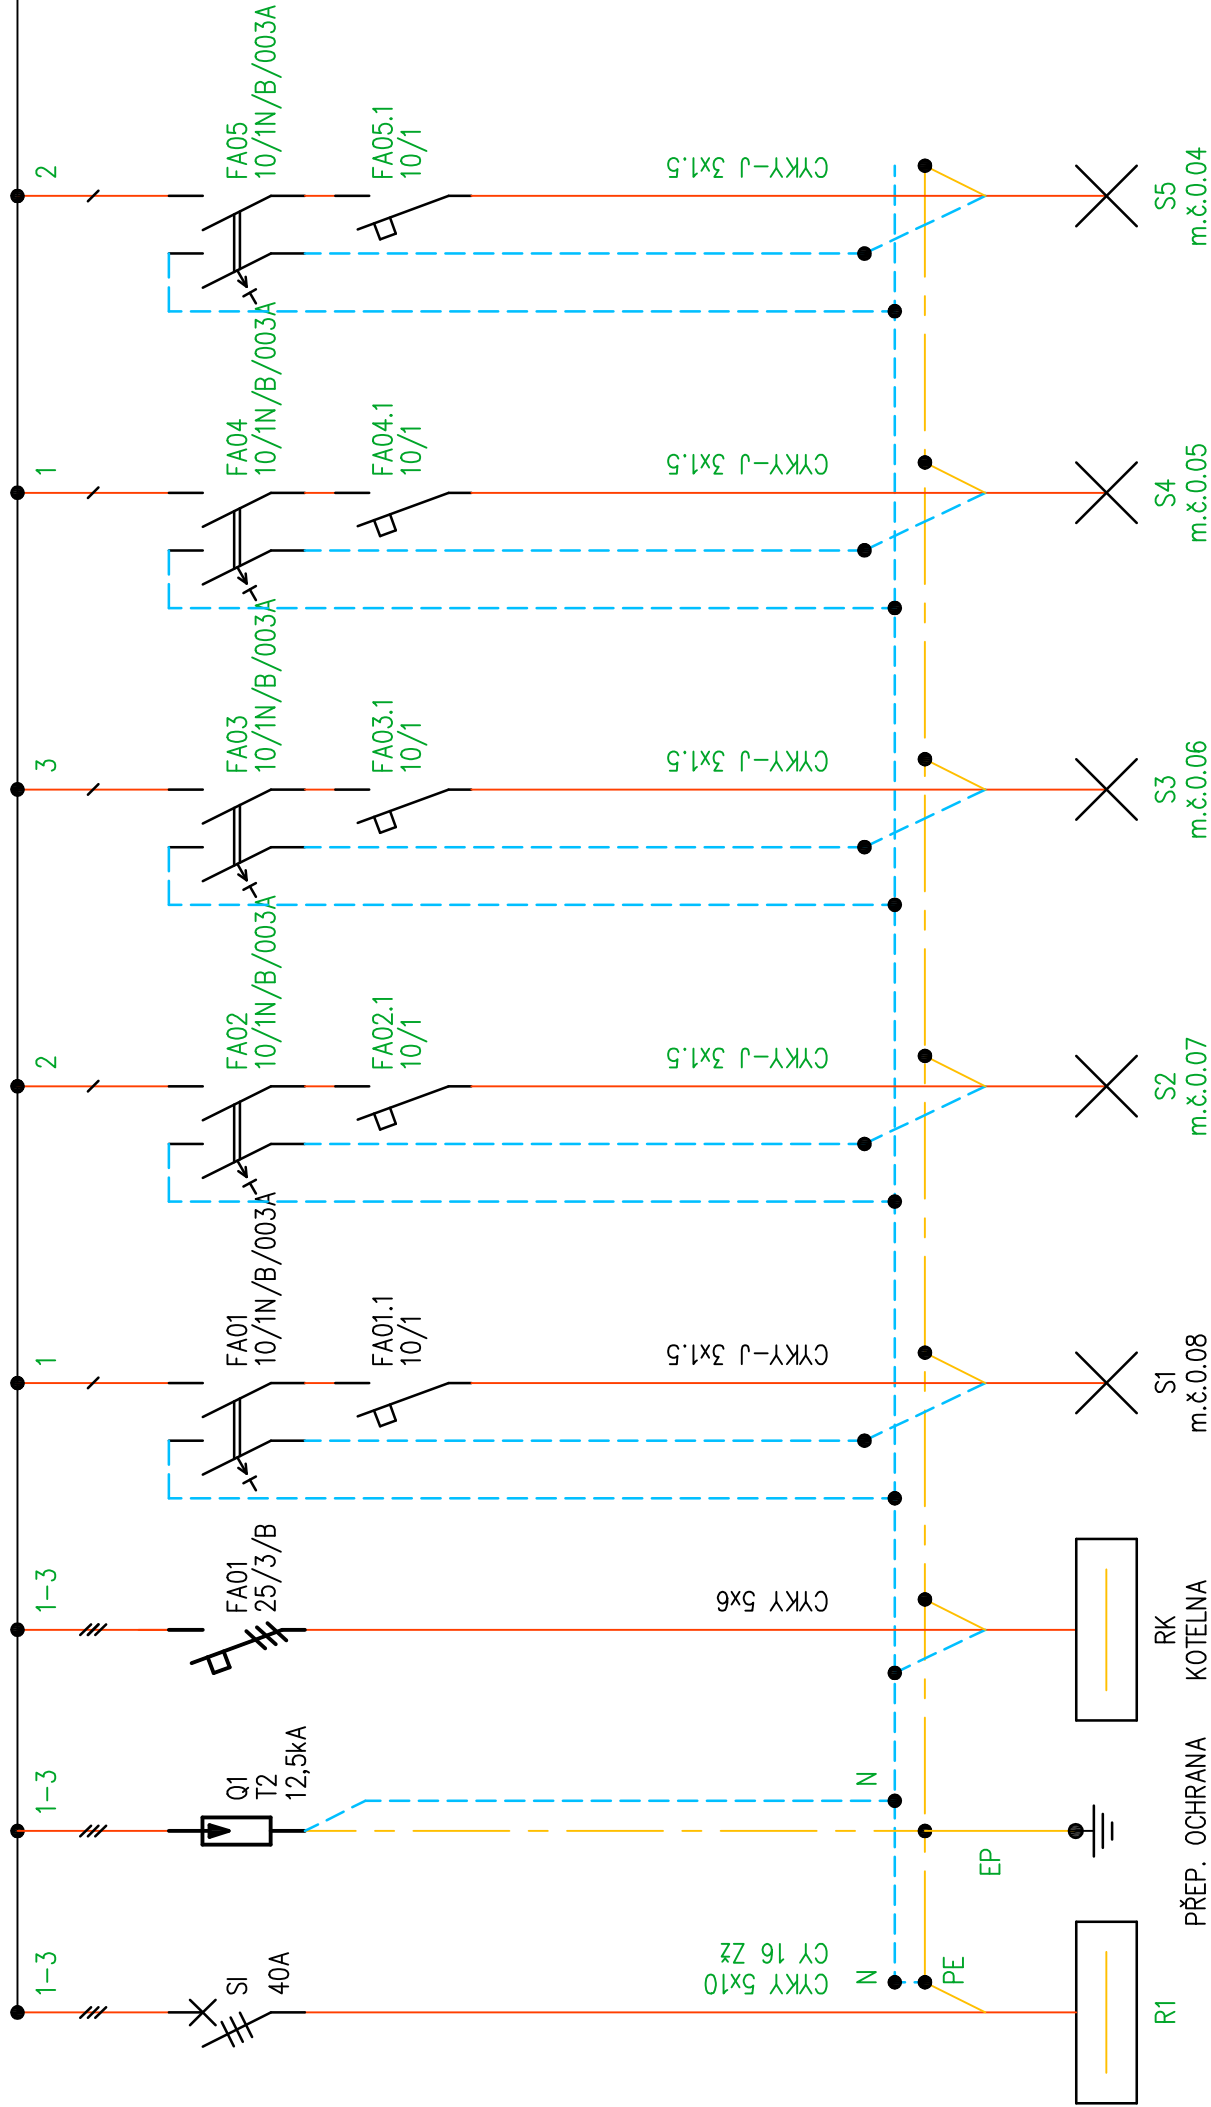 1-3
SI
40A
CYKY 5x10
CY 16 ZŽ
N
PE
R1
1-3
Q1
T2
12,5kA
N
EP
PŘEP. OCHRANA
1-3
FA01
25/3/B
CYKY 5x6
RK
KOTELNA
1
FA01
10/1N/B/003A
FA01.1
10/1
CYKY-J 3x1.5
S1
m.č.0.08
2
FA02
10/1N/B/003A
FA02.1
10/1
CYKY-J 3x1.5
S2
m.č.0.07
3
FA03
10/1N/B/003A
FA03.1
10/1
CYKY-J 3x1.5
S3
m.č.0.06
1
FA04
10/1N/B/003A
FA04.1
10/1
CYKY-J 3x1.5
S4
m.č.0.05
2
FA05
10/1N/B/003A
FA05.1
10/1
CYKY-J 3x1.5
S5
m.č.0.04